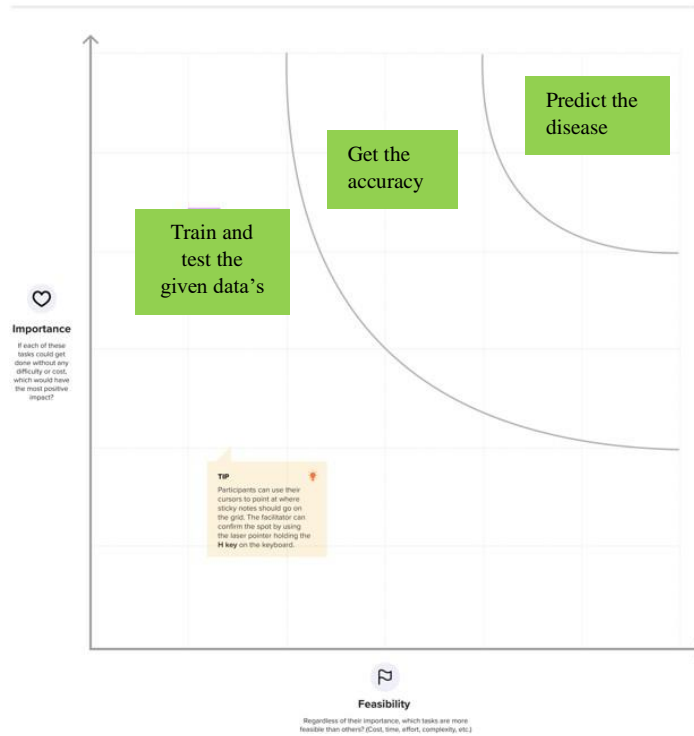 Predict the
disease
Get the
accuracy
Train and
test the
given data’s
Importance
If each of these
tasks could get
done without any
difficulty or cost,
which would have
the most positive
impact?
TIP
Participants can use their
cursors to point at where
sticky notes should go on
the grid. The facilitator can
confirm the spot by using
the laser pointer holding the
H key on the keyboard.
Feasibility
Regardless of their importance, which tasks are more
feasible than others? (Cost, time, effort, complexity, etc.)